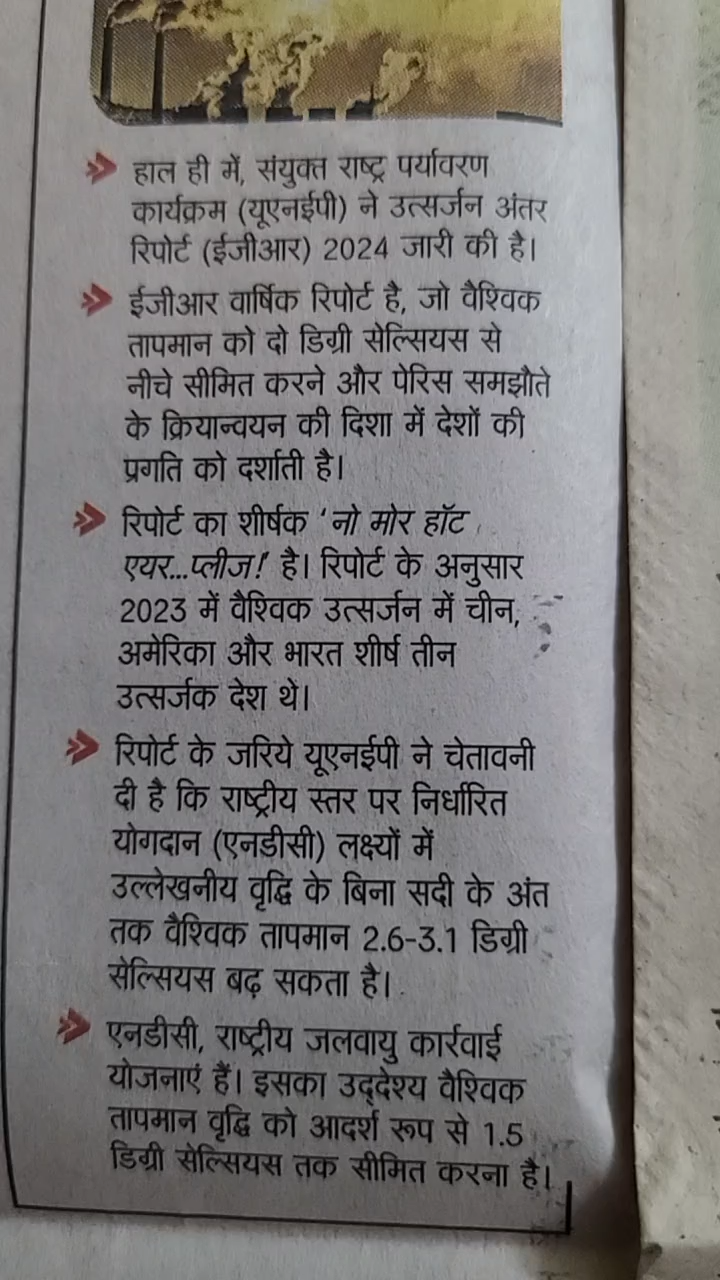 » हाल ही में, संयुक्त राष्ट्र पर्यावरण
कार्यक्रम (यूएनईपी) ने उत्सर्जन अंतर
रिपोर्ट (ईजीआर) 2024 जारी की है।
» ईजीआर वार्षिक रिपोर्ट है, जो वैश्विक
तापमान को दो डिग्री सेल्सियस से
नीचे सीमित करने और पेरिस समझौते
के क्रियान्वयन की दिशा में देशों की
प्रगति को दर्शाती है।
» रिपोर्ट का शीर्षक ‘नो मोर हॉट
एयर...प्लीज!’ है। रिपोर्ट के अनुसार
2023 में वैश्विक उत्सर्जन में चीन,
अमेरिका और भारत शीर्ष तीन
उत्सर्जक देश थे।
» रिपोर्ट के जरिये यूएनईपी ने चेतावनी
दी है कि राष्ट्रीय स्तर पर निर्धारित
योगदान (एनडीसी) लक्ष्यों में
उल्लेखनीय वृद्धि के बिना सदी के अंत
तक वैश्विक तापमान 2.6-3.1 डिग्री
सेल्सियस बढ़ सकता है।
» एनडीसी, राष्ट्रीय जलवायु कार्रवाई
योजनाएं हैं। इसका उद्देश्य वैश्विक
तापमान वृद्धि को आदर्श रूप से 1.5
डिग्री सेल्सियस तक सीमित करना है।